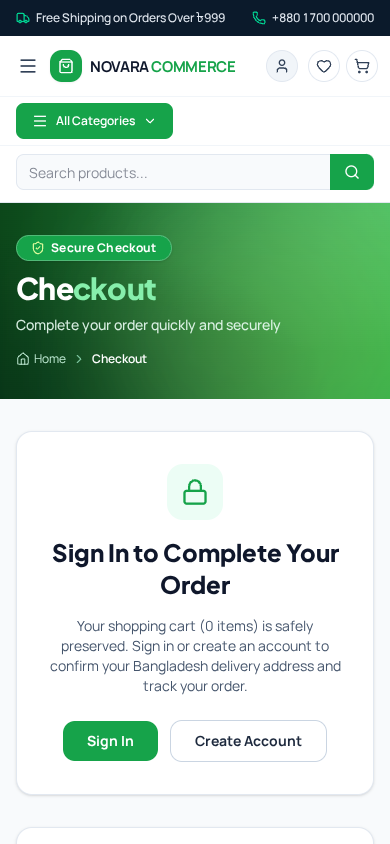 Free Shipping on Orders Over ৳999
+880 1700 000000
NOVARA COMMERCE
All Categories
Search products...
Secure Checkout
Checkout
Complete your order quickly and securely
Home
Checkout
Sign In to Complete Your
Order
Your shopping cart (0 items) is safely
preserved. Sign in or create an account to
confirm your Bangladesh delivery address and
track your order.
Sign In
Create Account